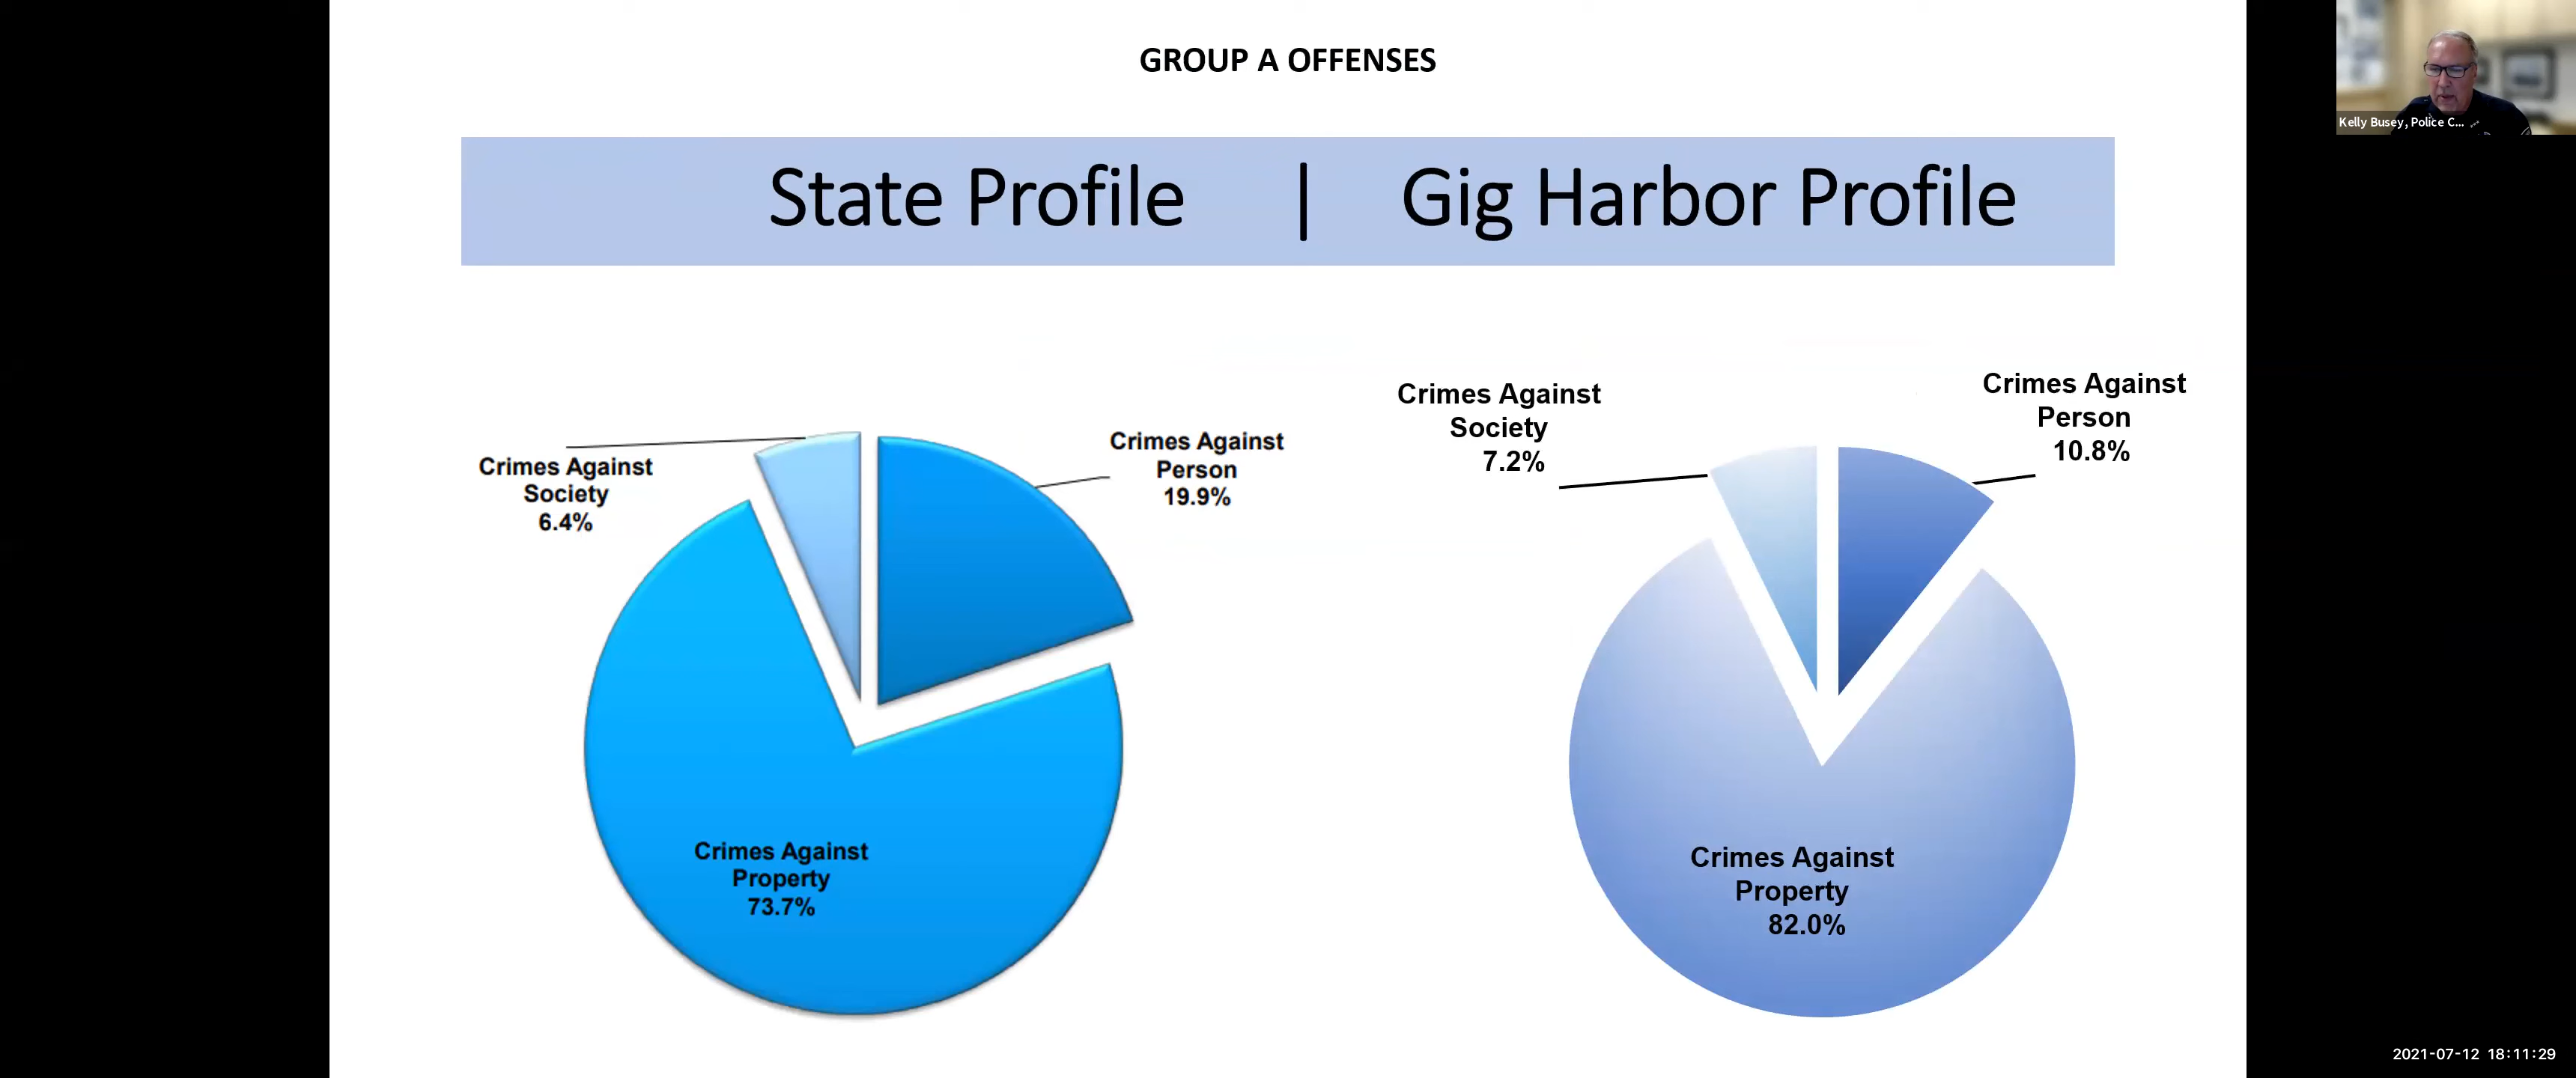 GROUP A OFFENSES
State Profile | Gig Harbor Profile
Crimes Against
Society
6.4%
Crimes Against
Person
19.9%
Crimes Against
Property
73.7%
Crimes Against
Society
7.2%
Crimes Against
Person
10.8%
Crimes Against
Property
82.0%
Kelly Busey, Police C...
2021-07-12 18:11:29